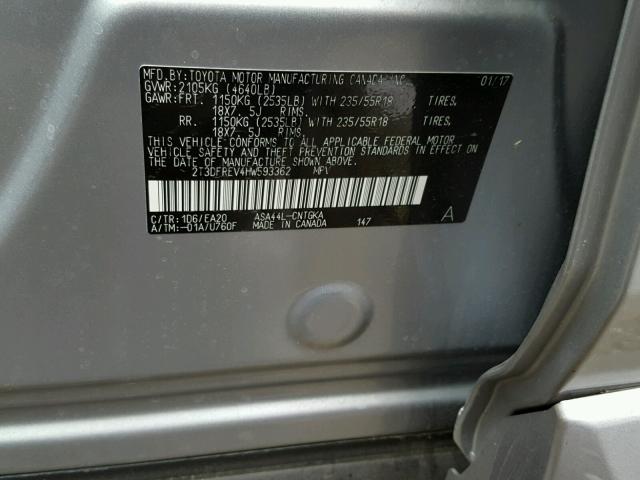 MFD.BY:TOYOTA MOTOR MANUFACTURING CANADA INC. 01/17
GVWR:2105KG (4640LB)
GAWR:FRT. 1150KG (2535LB) WITH 235/55R18 TIRES,
18X7.5J RIMS,
RR. 1150KG (2535LB) WITH 235/55R18 TIRES,
18X7.5J RIMS.
THIS VEHICLE CONFORMS TO ALL APPLICABLE FEDERAL MOTOR
VEHICLE SAFETY AND THEFT PREVENTION STANDARDS IN EFFECT
ON THE DATE OF MANUFACTURE SHOWN ABOVE.
2T3DFREV4HW593362 MPV
C/TR:1D6/EA20 ASA44L-CNTGKA A
A/TM:-01A/U760F MADE IN CANADA 147